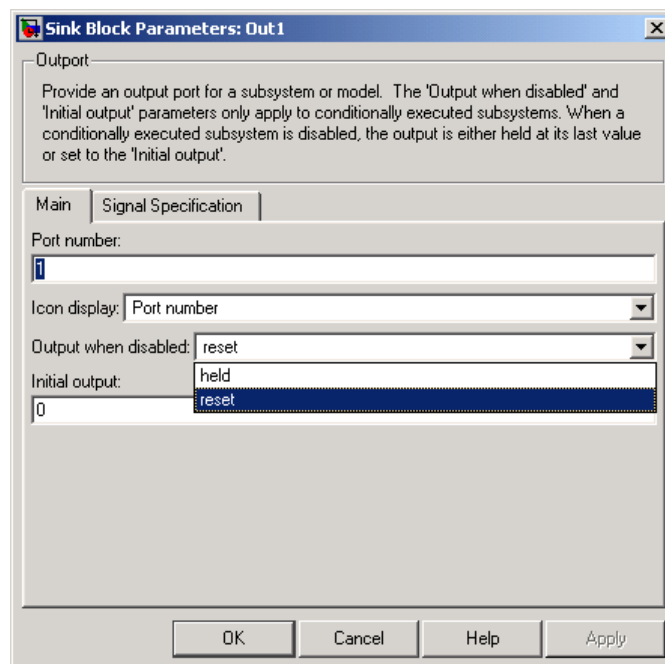 Sink Block Parameters: Out1
Outport
Provide an output port for a subsystem or model. The 'Output when disabled' and
'Initial output' parameters only apply to conditionally executed subsystems. When a
conditionally executed subsystem is disabled, the output is either held at its last value
or set to the 'Initial output'.
Main Signal Specification
Port number:
1
Icon display: Port number
Output when disabled: reset
held
Initial output:
reset
0
OK Cancel Help Apply